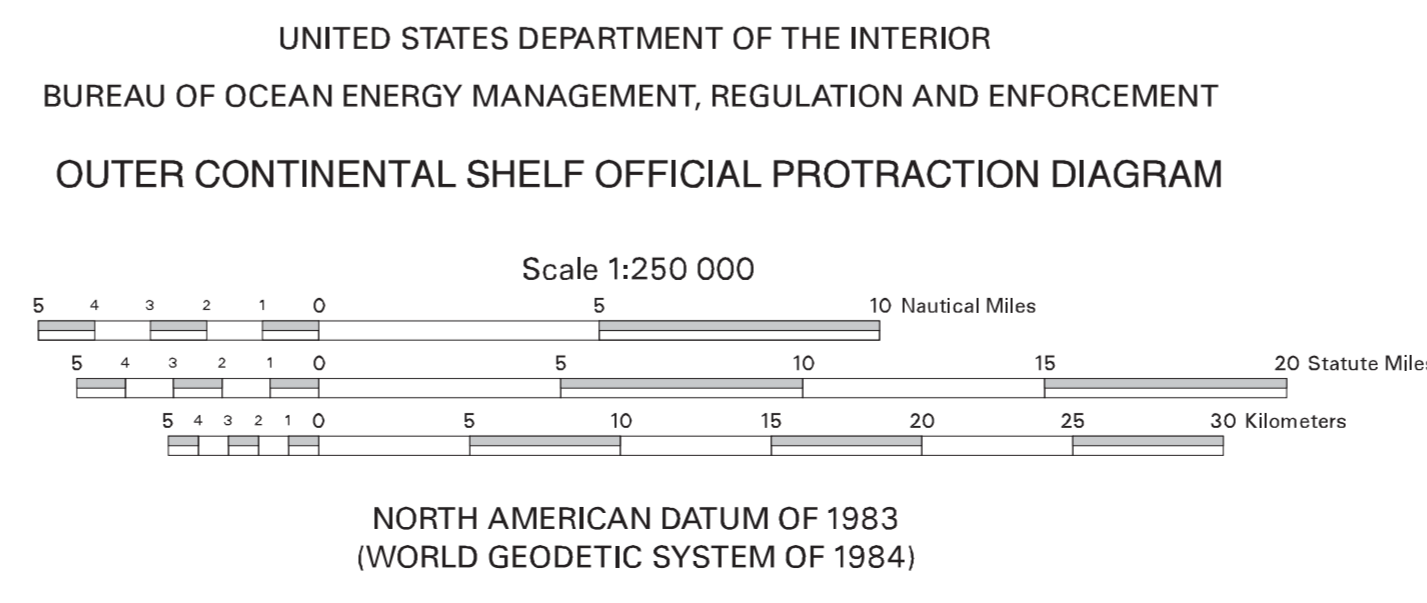 UNITED STATES DEPARTMENT OF THE INTERIOR
BUREAU OF OCEAN ENERGY MANAGEMENT, REGULATION AND ENFORCEMENT
OUTER CONTINENTAL SHELF OFFICIAL PROTRACTION DIAGRAM
Scale 1:250 000
5 4 3 2 1 0 5 10 Nautical Miles
5 4 3 2 1 0 5 10 15 20 Statute Miles
5 4 3 2 1 0 5 10 15 20 25 30 Kilometers
NORTH AMERICAN DATUM OF 1983
(WORLD GEODETIC SYSTEM OF 1984)